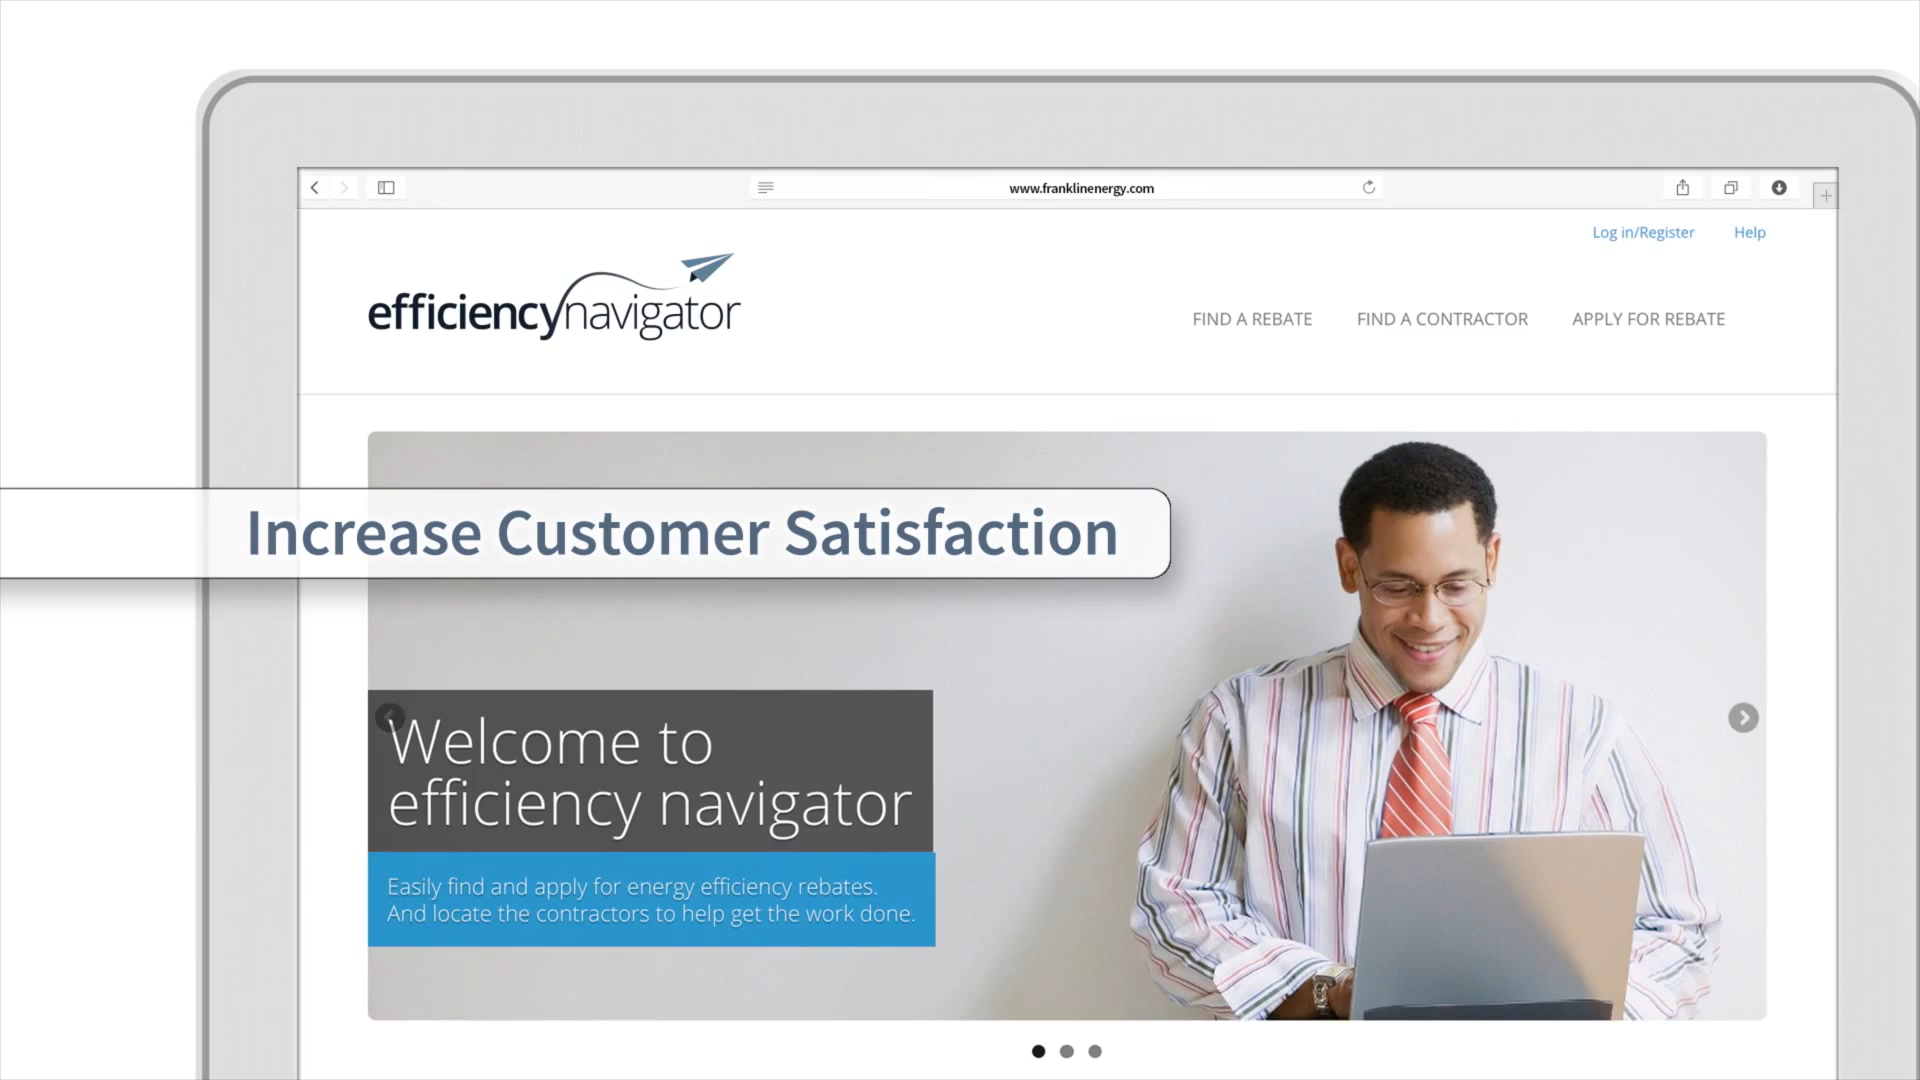 www.franklinenergy.com
Log in/Register Help
efficiencynavigator
FIND A REBATE FIND A CONTRACTOR APPLY FOR REBATE
Increase Customer Satisfaction
Welcome to
efficiency navigator
Easily find and apply for energy efficiency rebates.
And locate the contractors to help get the work done.